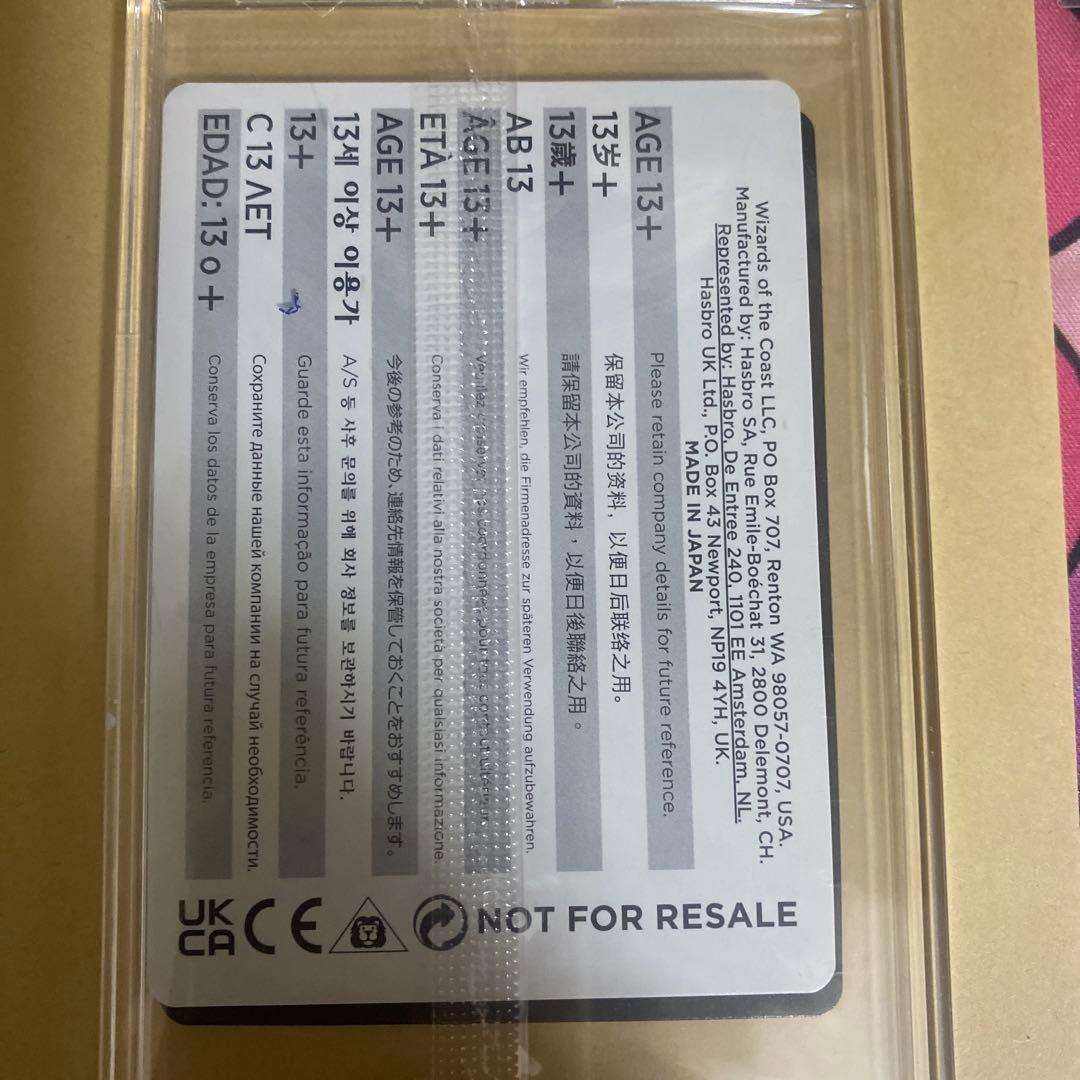 Wizards of the Coast LLC, PO Box 707, Renton WA 98057-0707, USA.
Manufactured by: Hasbro SA, Rue Emile-Boéchat 31, 2800 Delemont, CH.
Represented by: Hasbro, De Entree 240, 1101 EE Amsterdam. NL.
Hasbro UK Ltd., P.O. Box 43 Newport, NP19 4YH, UK.
MADE IN JAPAN
AGE 13+ Please retain company details for future reference.
13岁+ 保留本公司的资料，以便日后联络之用。
13歲+ 請保留本公司的資料，以便日後聯絡之用。
AB 13 Wir empfehlen, die Firmenadresse zur späteren Verwendung aufzubewahren.
ÂGE 13+ Veuillez conserver nos coordonnées pour tous
ETÀ 13+ Conserva i dati relativi alla nostra società per qualsiasi informazione.
AGE 13+ 今後の参考のため、連絡先情報を保管しておくことをおすすめします。
13세 이상 이용가 A/S 등 사후 문의를 위해 회사 정보를 보관하시기 바랍니다.
13+ Guarde esta informação para futura referência.
С 13 ЛЕТ Сохраните данные нашей компании на случай необходимости.
EDAD: 13 o + Conserva los datos de la empresa para futura referencia.
NOT FOR RESALE
CE
UK
CA